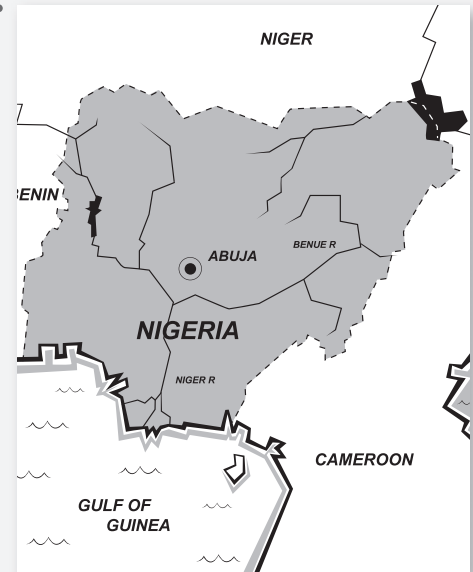 NIGER
ENIN
ABUJA
BENUE R
NIGERIA
NIGER R
CAMEROON
GULF OF
GUINEA